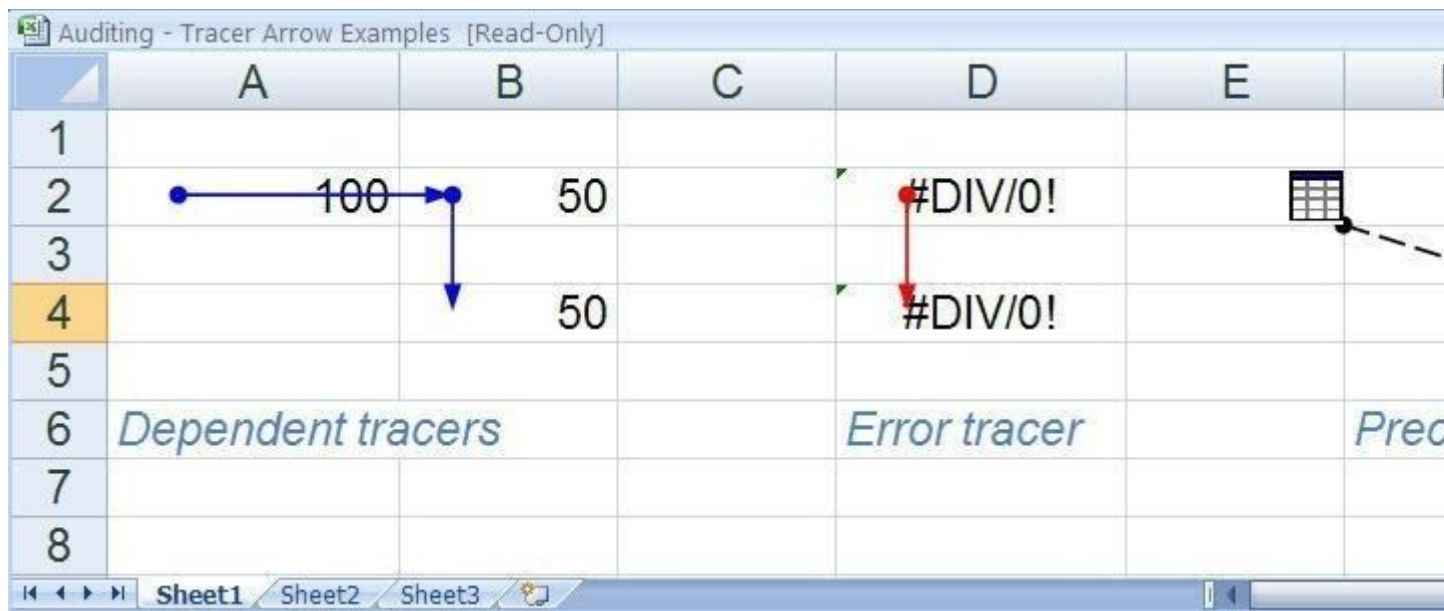 Auditing - Tracer Arrow Examples [Read-Only]
A B C D E
1
2 100 50 #DIV/0!
3
4 50 #DIV/0!
5
6 Dependent tracers Error tracer Prec
7
8
Sheet1 Sheet2 Sheet3